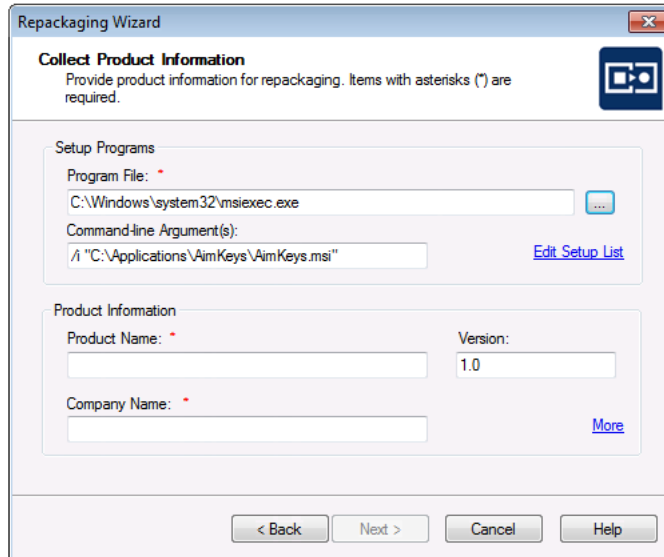 Repackaging Wizard
Collect Product Information
Provide product information for repackaging. Items with asterisks (*) are
required.
Setup Programs
Program File: *
C:\Windows\system32\msiexec.exe
...
Command-line Argument(s):
/i "C:\Applications\AimKeys\AimKeys.msi"
Edit Setup List
Product Information
Product Name: *
Version:
1.0
Company Name: *
More
< Back
Next >
Cancel
Help